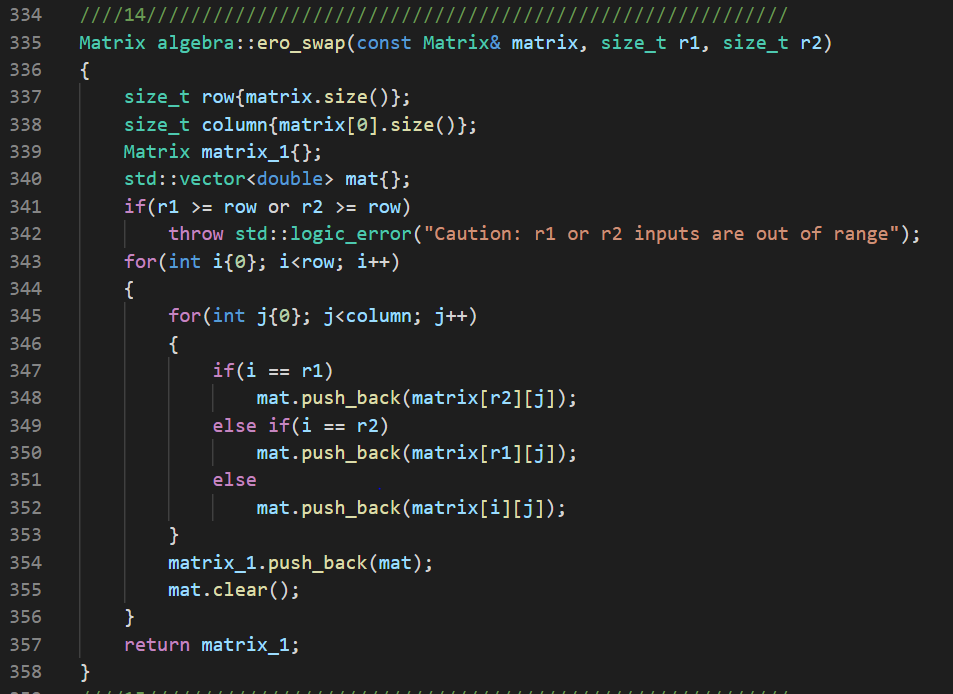 334 ////14//////////////////////////////////////////////////////////
335 Matrix algebra::ero_swap(const Matrix& matrix, size_t r1, size_t r2)
336 {
337     size_t row{matrix.size()};
338     size_t column{matrix[0].size()};
339     Matrix matrix_1{};
340     std::vector<double> mat{};
341     if(r1 >= row or r2 >= row)
342         throw std::logic_error("Caution: r1 or r2 inputs are out of range");
343     for(int i{0}; i<row; i++)
344     {
345         for(int j{0}; j<column; j++)
346         {
347             if(i == r1)
348                 mat.push_back(matrix[r2][j]);
349             else if(i == r2)
350                 mat.push_back(matrix[r1][j]);
351             else
352                 mat.push_back(matrix[i][j]);
353         }
354         matrix_1.push_back(mat);
355         mat.clear();
356     }
357     return matrix_1;
358 }